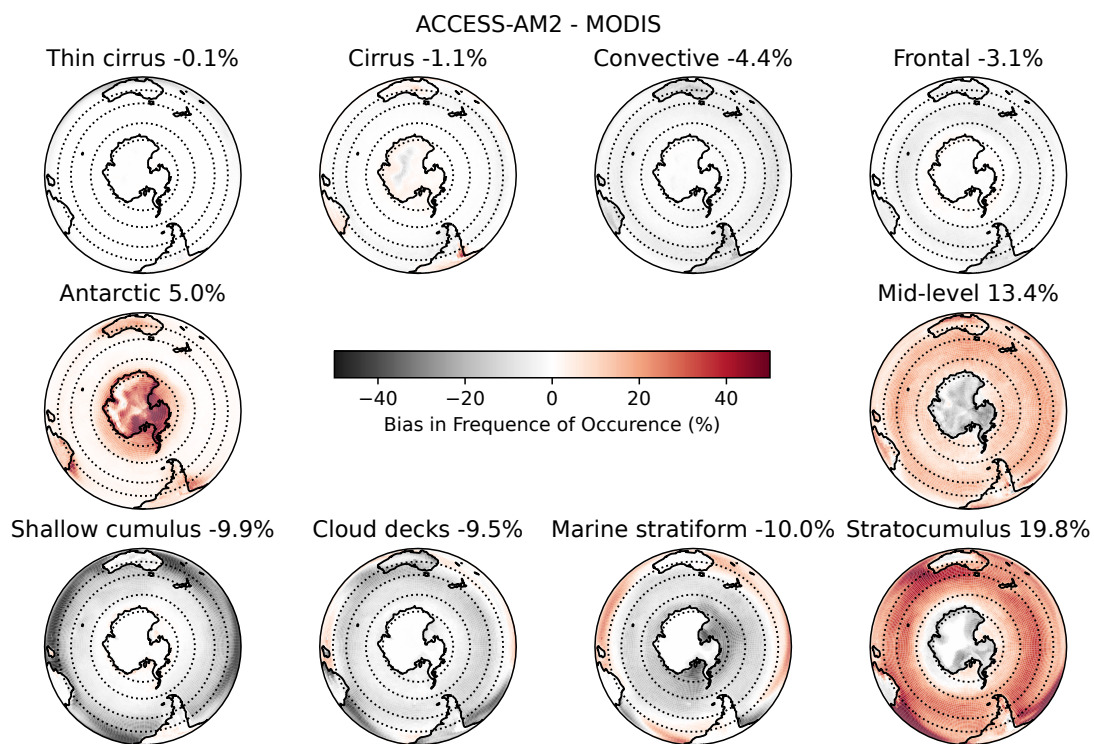 ACCESS-AM2 - MODIS
Thin cirrus -0.1%
Cirrus -1.1%
Convective -4.4%
Frontal -3.1%
Antarctic 5.0%
Mid-level 13.4%
−40 −20 0 20 40
Bias in Frequence of Occurence (%)
Shallow cumulus -9.9%
Cloud decks -9.5%
Marine stratiform -10.0%
Stratocumulus 19.8%